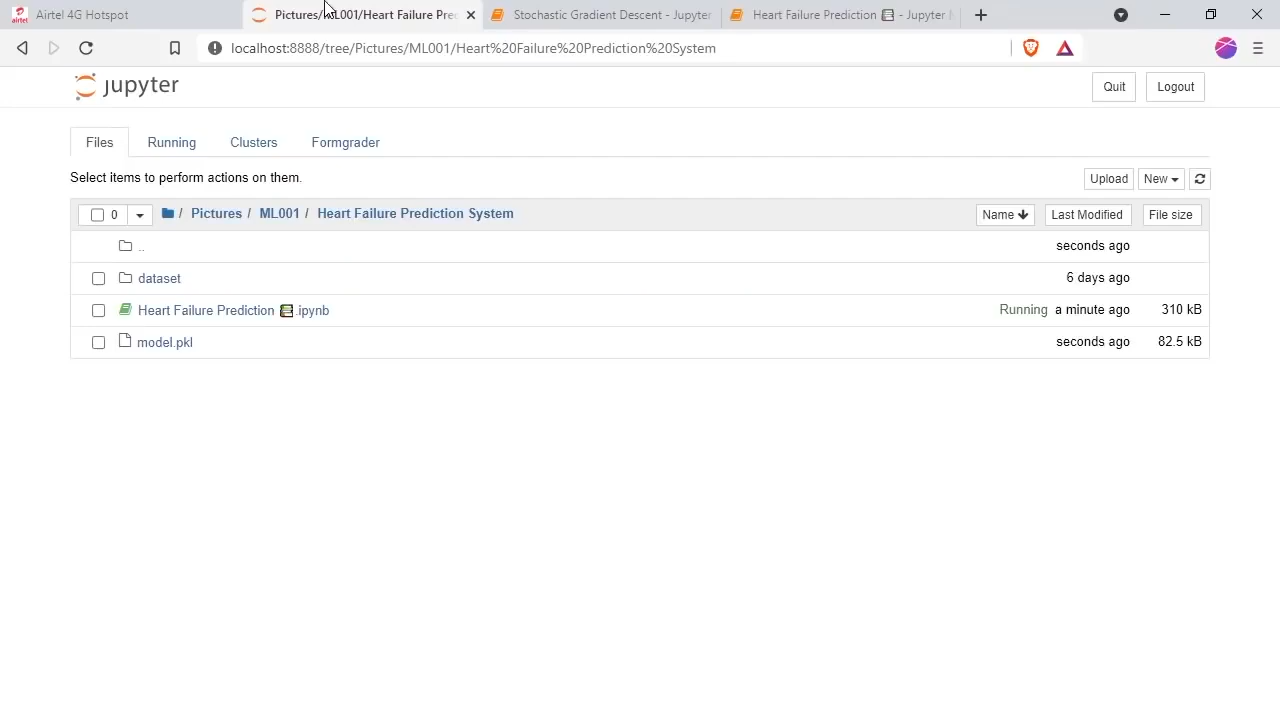 airtel Airtel 4G Hotspot
Pictures/ML001/Heart Failure Prec
Stochastic Gradient Descent - Jupyter
Heart Failure Prediction - Jupyter
localhost:8888/tree/Pictures/ML001/Heart%20Failure%20Prediction%20System
jupyter
Quit
Logout
Files
Running
Clusters
Formgrader
Select items to perform actions on them.
Upload
New
0
/ Pictures / ML001 / Heart Failure Prediction System
Name
Last Modified
File size
..
seconds ago
dataset
6 days ago
Heart Failure Prediction .ipynb
Running a minute ago
310 kB
model.pkl
seconds ago
82.5 kB